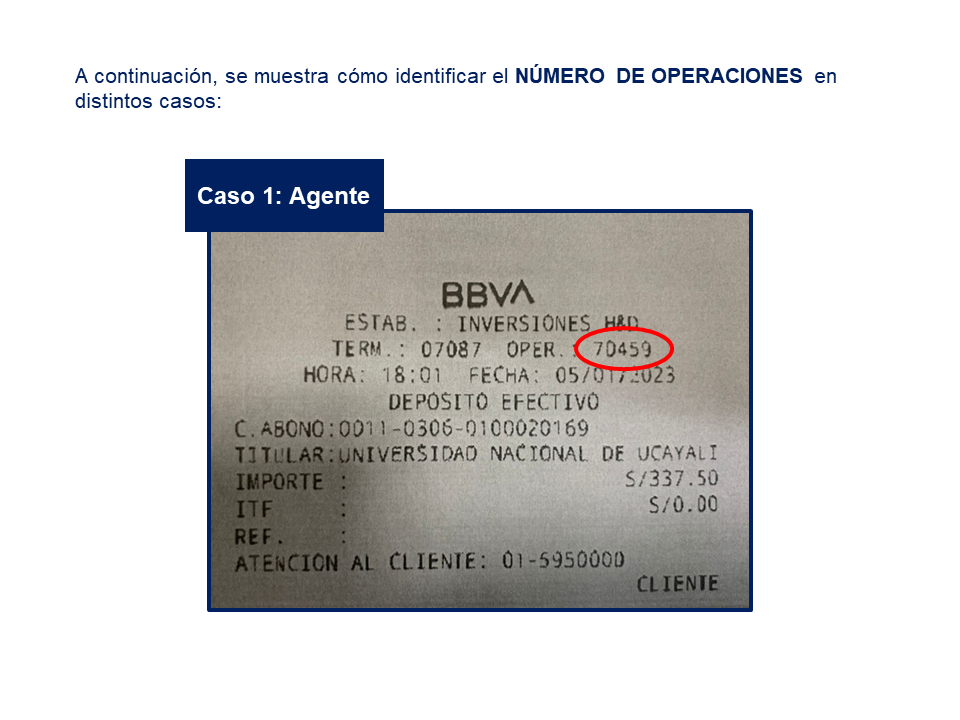 A continuación, se muestra cómo identificar el NÚMERO DE OPERACIONES en
distintos casos:
Caso 1: Agente
BBVA
ESTAB. : INVERSIONES H&D
TERM.: 07087 OPER.: 70459
HORA: 18:01 FECHA: 05/01/2023
DEPOSITO EFECTIVO
C.ABONO:0011-0306-0100020169
TITULAR:UNIVERSIDAD NACIONAL DE UCAYALI
IMPORTE : S/337.50
ITF : S/0.00
REF. :
ATENCION AL CLIENTE: 01-5950000
CLIENTE